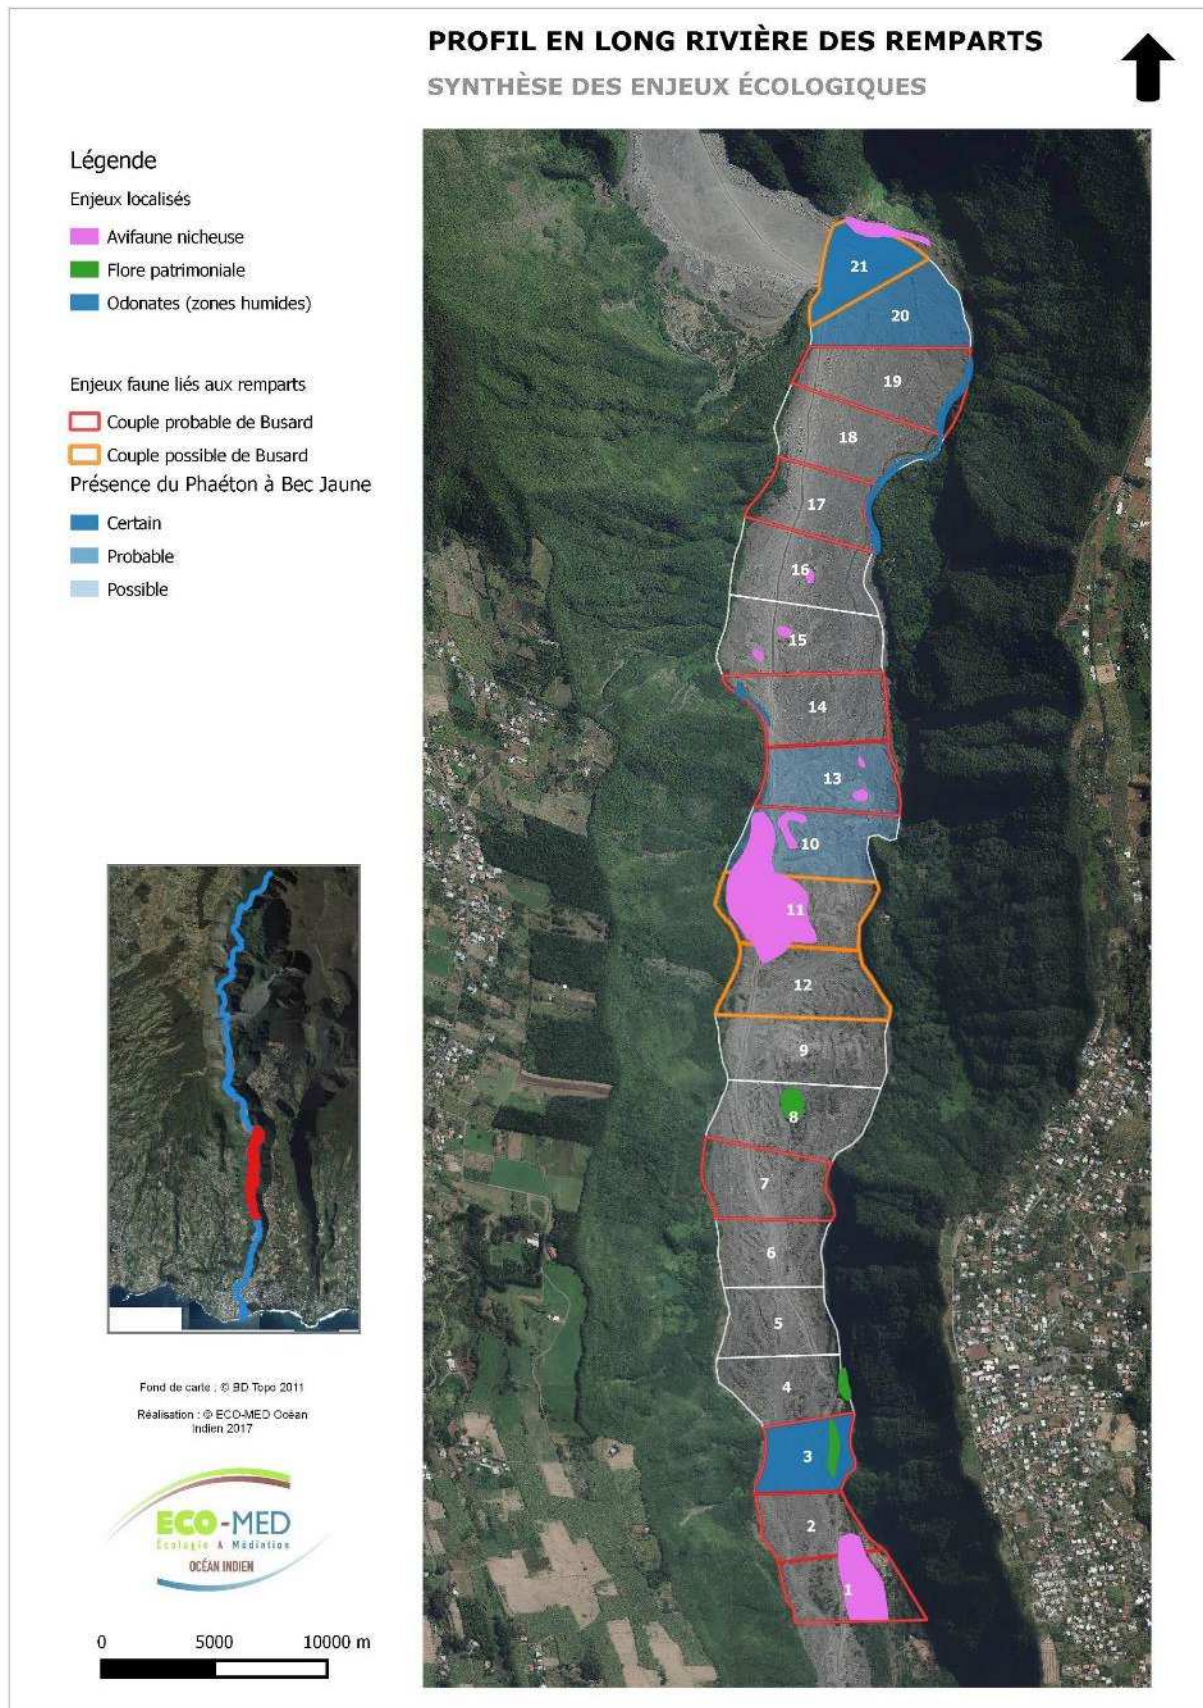 PROFIL EN LONG RIVIÈRE DES REMPARTS
SYNTHÈSE DES ENJEUX ÉCOLOGIQUES
Légende
Enjeux localisés
Avifaune nicheuse
Flore patrimoniale
Odonates (zones humides)
Enjeux faune liés aux remparts
Couple probable de Busard
Couple possible de Busard
Présence du Phaéton à Bec Jaune
Certain
Probable
Possible
21
20
19
18
17
16
15
14
13
10
11
12
9
8
7
6
5
4
3
2
1
Fond de carte : © BD Topo 2011
Réalisation : © ECO-MED Océan
Indien 2017
ECO-MED
Écologie & Médiation
OCÉAN INDIEN
0 5000 10000 m